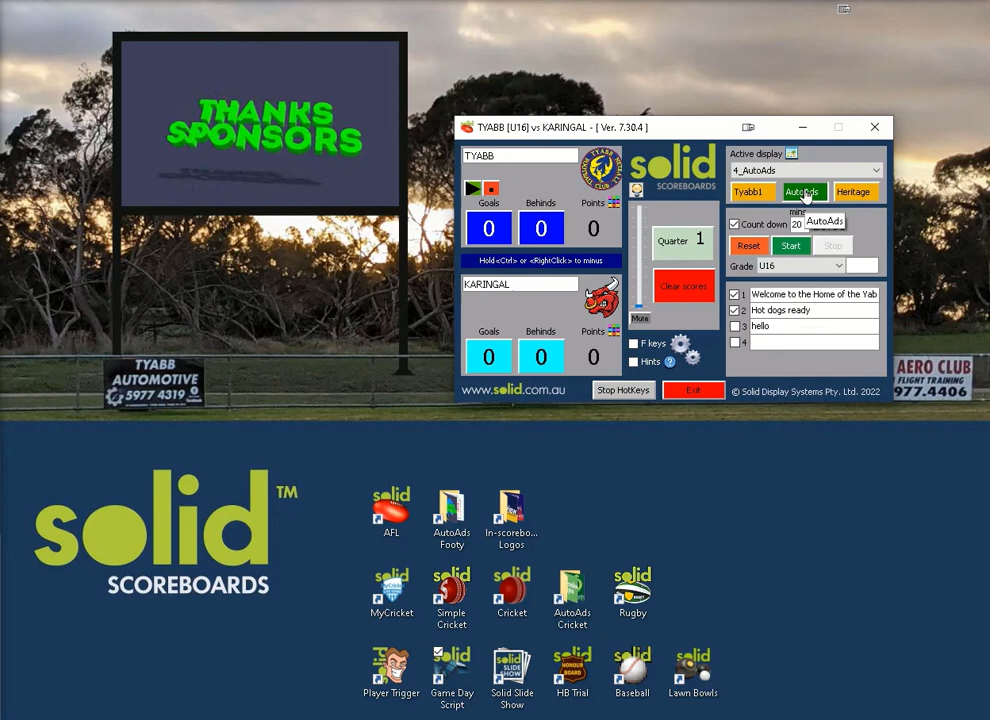 THANKS
SPONSORS
TYABB [U16] vs KARINGAL - [ Ver. 7.30.4 ]
TYABB
Goals
Behinds
Points
0
0
0
Hold <Ctrl> or <RightClick> to minus
KARINGAL
Goals
Behinds
Points
0
0
0
www.solid.com.au
solid
SCOREBOARDS
Quarter 1
Clear scores
Mute
F keys
Hints ?
Stop HotKeys
Exit
Active display
4_AutoAds
Tyabb1
AutoAds
Heritage
mins
Count down 20
AutoAds
Reset
Start
Stop
Grade U16
1 Welcome to the Home of the Yab
2 Hot dogs ready
3 hello
4
© Solid Display Systems Pty. Ltd. 2022
TYABB
AUTOMOTIVE
5977 4319
AERO CLUB
FLIGHT TRAINING
977.4406
solid™
SCOREBOARDS
AFL
AutoAds
Footy
In-scorebo...
Logos
MyCricket
Simple
Cricket
Cricket
AutoAds
Cricket
Rugby
Player Trigger
Game Day
Script
Solid Slide
Show
HB Trial
Baseball
Lawn Bowls